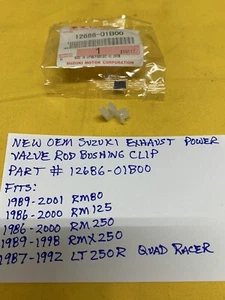 12686-01B00
1
SUZUKI MOTOR CORPORATION
NEW OEM SUZUKI EXHAUST POWER
VALVE ROD BUSHING CLIP
PART # 12686-01B00
FITS:
1989-2001 RM80
1986-2000 RM125
1986-2000 RM250
1989-1998 RMX250
1987-1992 LT250R QUAD RACER